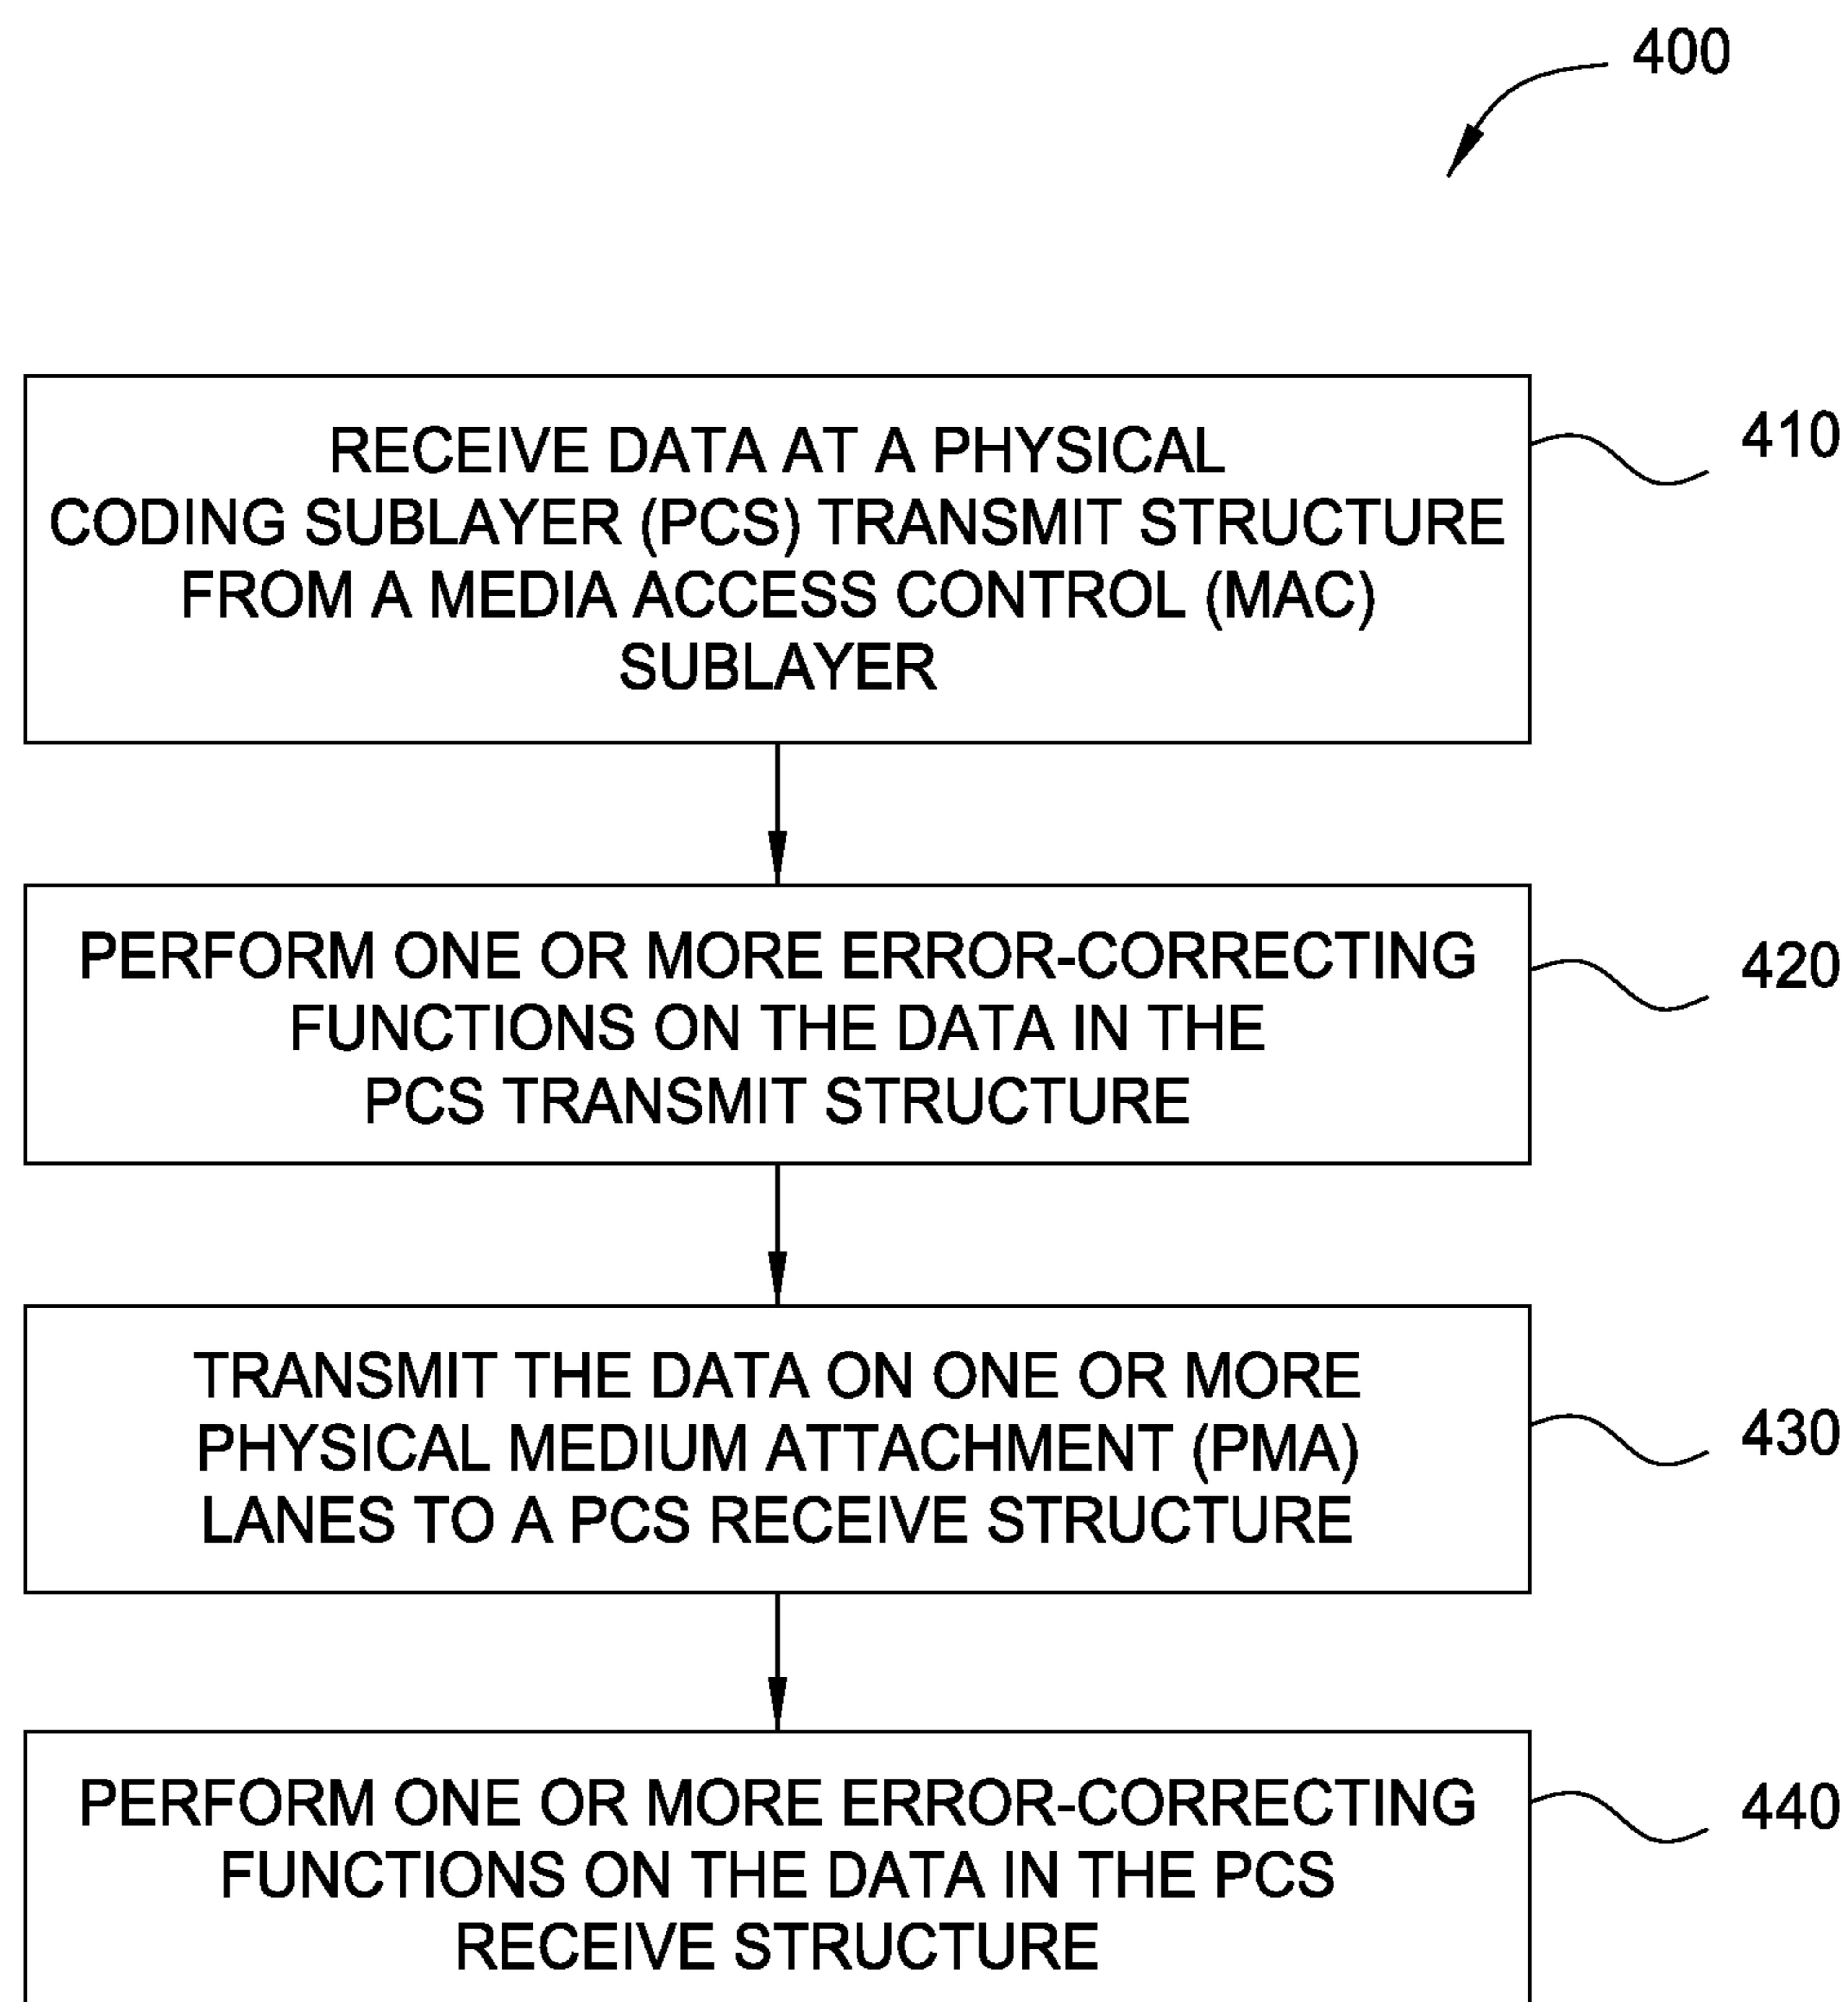 400
RECEIVE DATA AT A PHYSICAL
CODING SUBLAYER (PCS) TRANSMIT STRUCTURE
FROM A MEDIA ACCESS CONTROL (MAC)
SUBLAYER
410
PERFORM ONE OR MORE ERROR-CORRECTING
FUNCTIONS ON THE DATA IN THE
PCS TRANSMIT STRUCTURE
420
TRANSMIT THE DATA ON ONE OR MORE
PHYSICAL MEDIUM ATTACHMENT (PMA)
LANES TO A PCS RECEIVE STRUCTURE
430
PERFORM ONE OR MORE ERROR-CORRECTING
FUNCTIONS ON THE DATA IN THE PCS
RECEIVE STRUCTURE
440